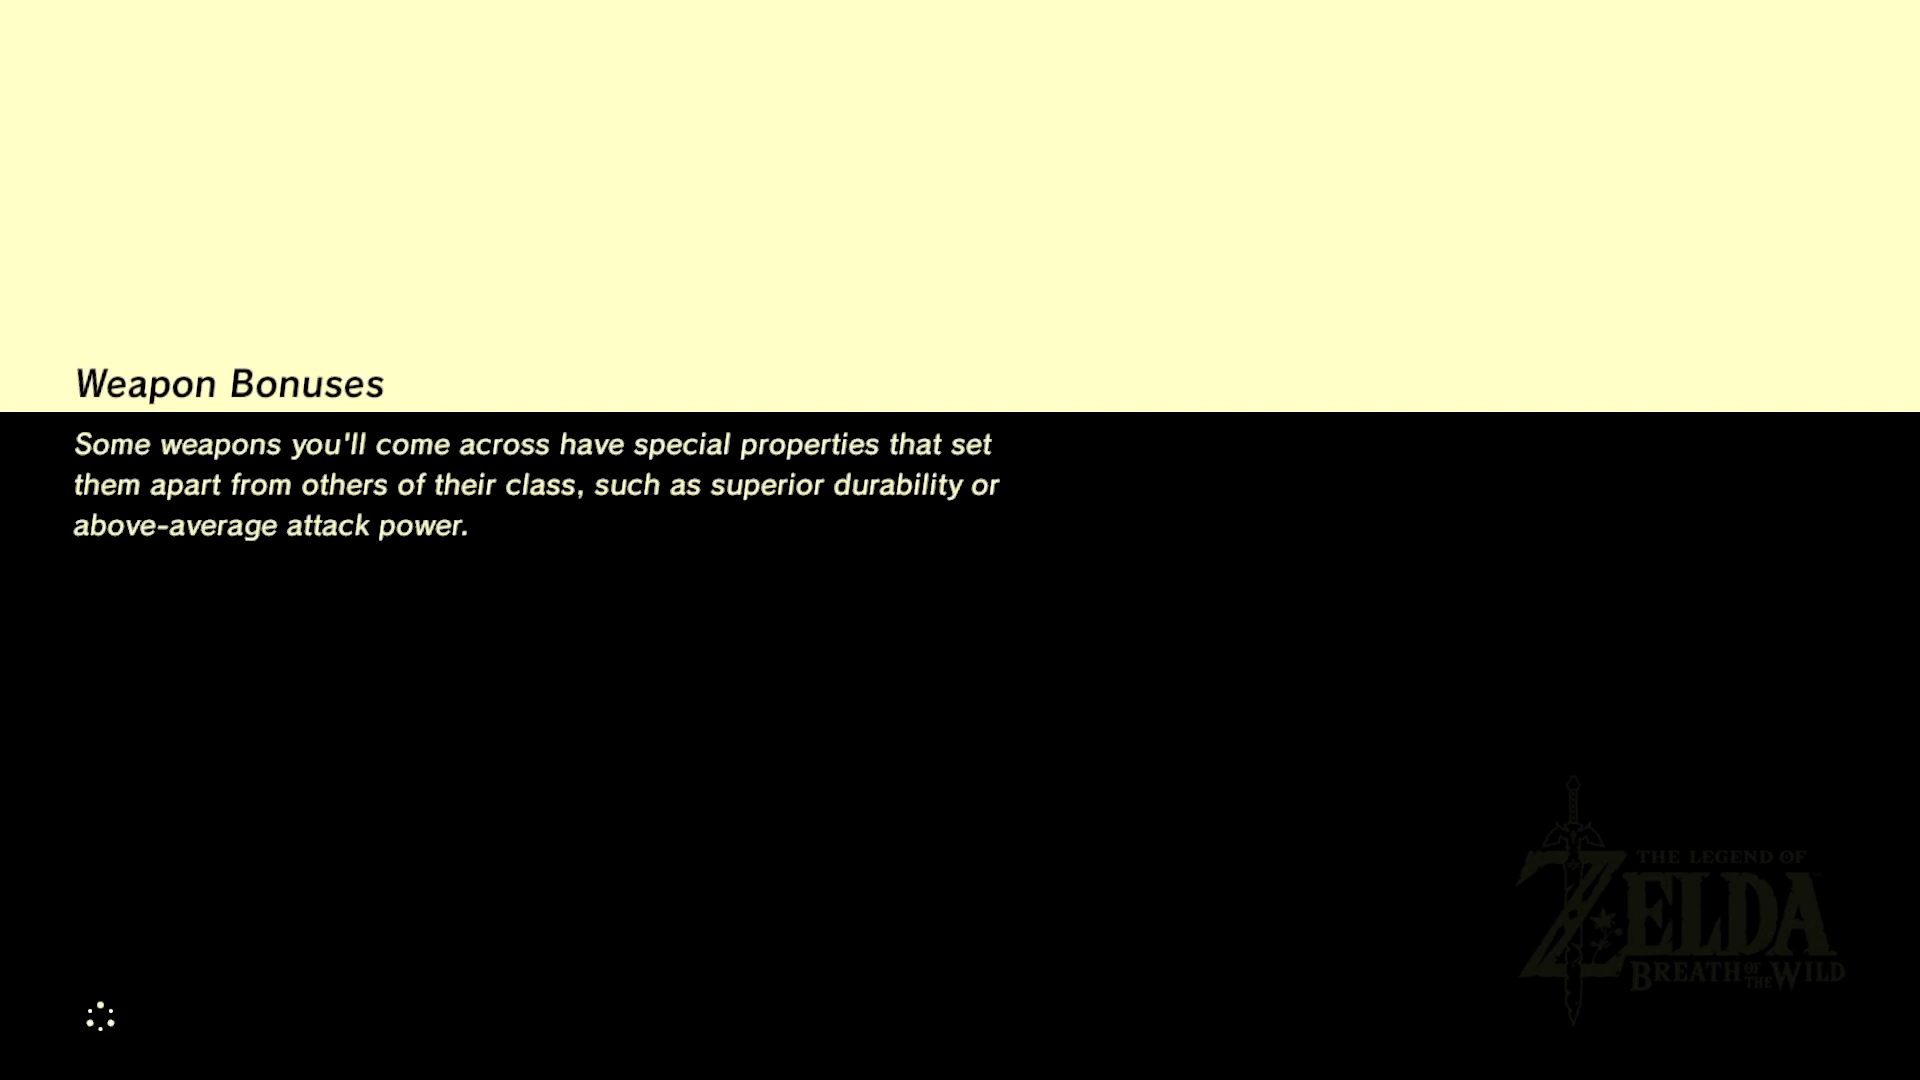 Weapon Bonuses
Some weapons you'll come across have special properties that set
them apart from others of their class, such as superior durability or
above-average attack power.
THE LEGEND OF
ZELDA
BREATH OF THE WILD